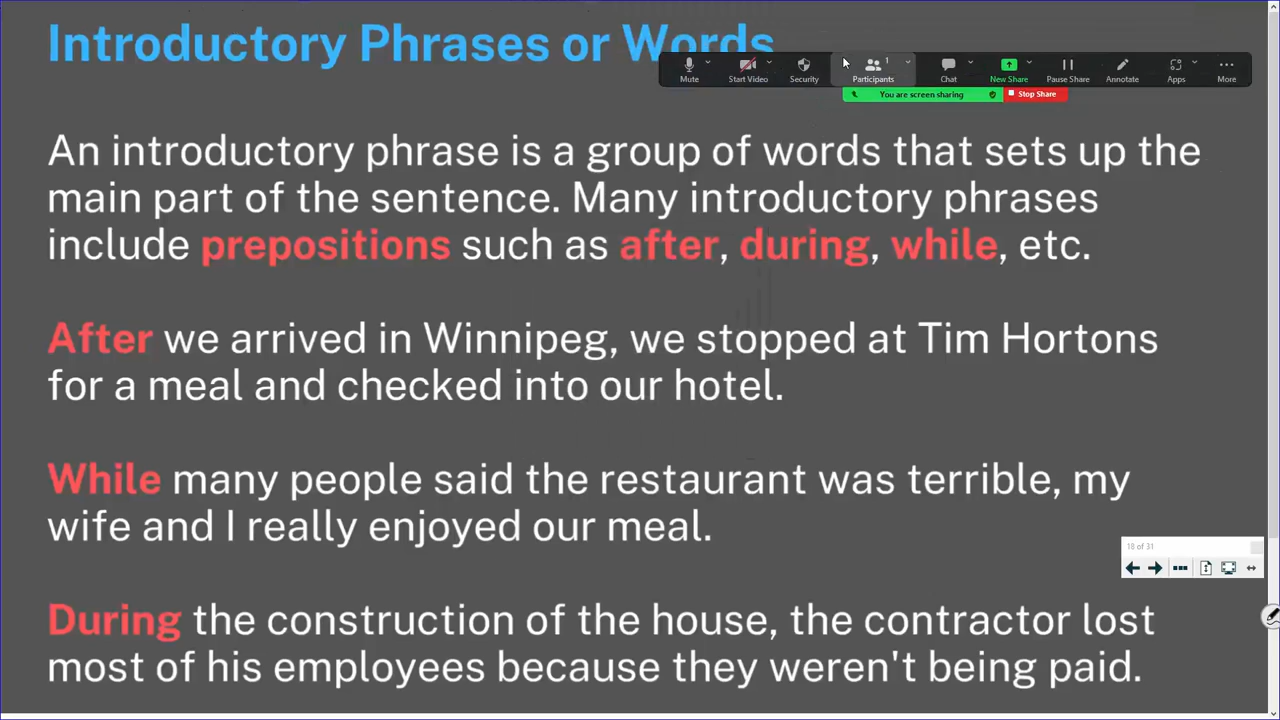 Introductory Phrases or Words
Mute
Start Video
Security
1
Participants
Chat
New Share
Pause Share
Annotate
Apps
More
You are screen sharing
Stop Share
An introductory phrase is a group of words that sets up the
main part of the sentence. Many introductory phrases
include prepositions such as after, during, while, etc.
After we arrived in Winnipeg, we stopped at Tim Hortons
for a meal and checked into our hotel.
While many people said the restaurant was terrible, my
wife and I really enjoyed our meal.
18 of 31
During the construction of the house, the contractor lost
most of his employees because they weren't being paid.